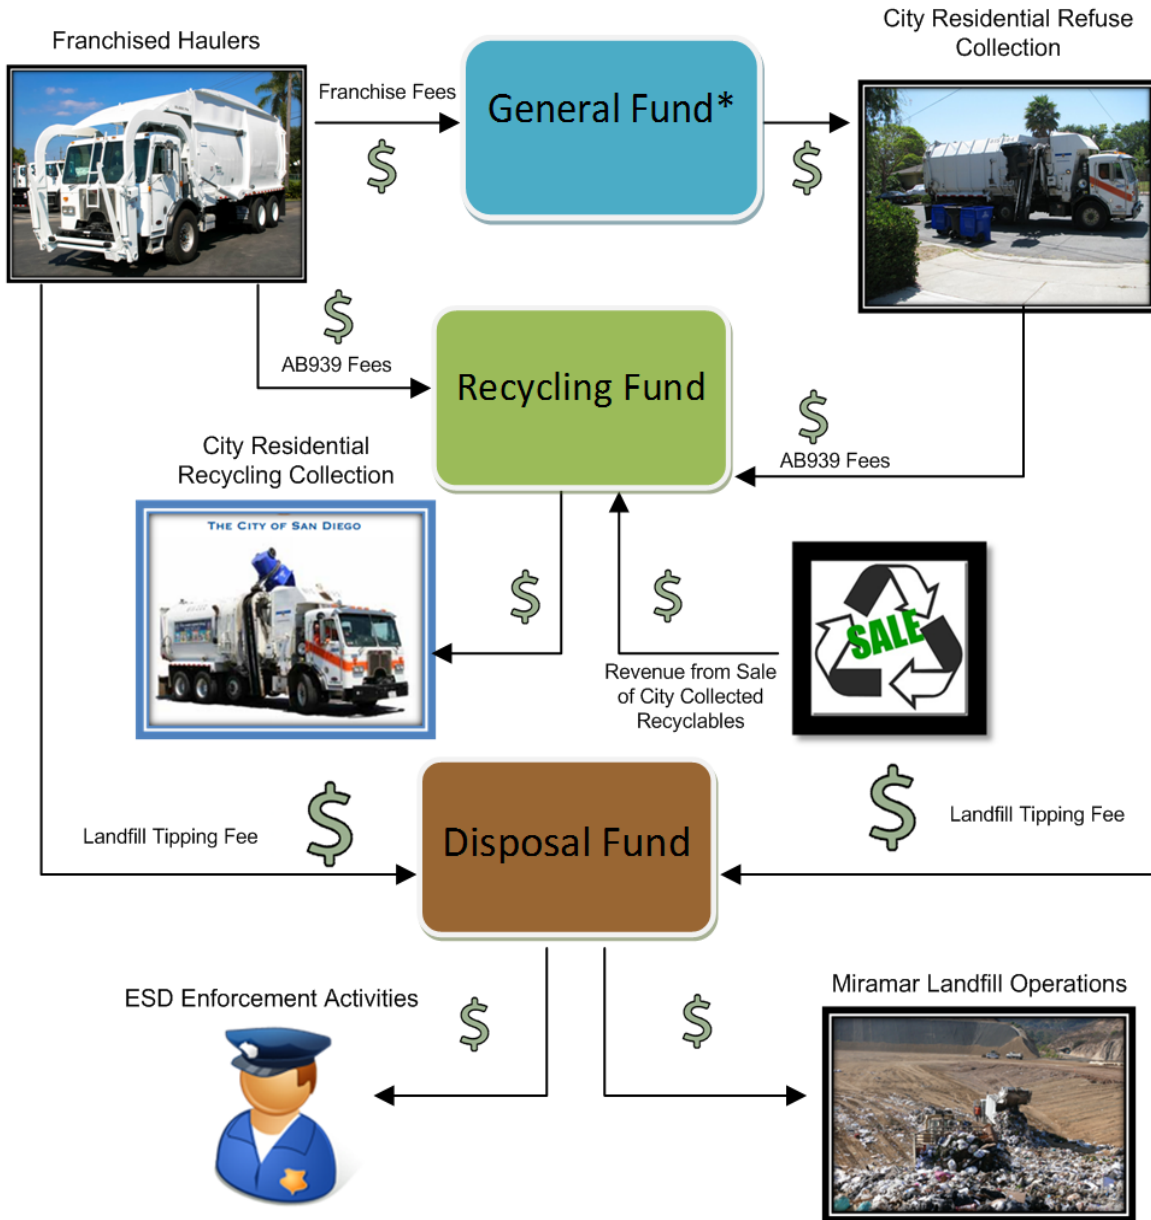 Franchised Haulers
Franchise Fees
$
General Fund*
$
City Residential Refuse
Collection
$
AB939 Fees
Recycling Fund
$
AB939 Fees
City Residential
Recycling Collection
THE CITY OF SAN DIEGO
$
$
Revenue from Sale
of City Collected
Recyclables
SALE
Landfill Tipping Fee
$
Disposal Fund
$
Landfill Tipping Fee
ESD Enforcement Activities
$
$
Miramar Landfill Operations